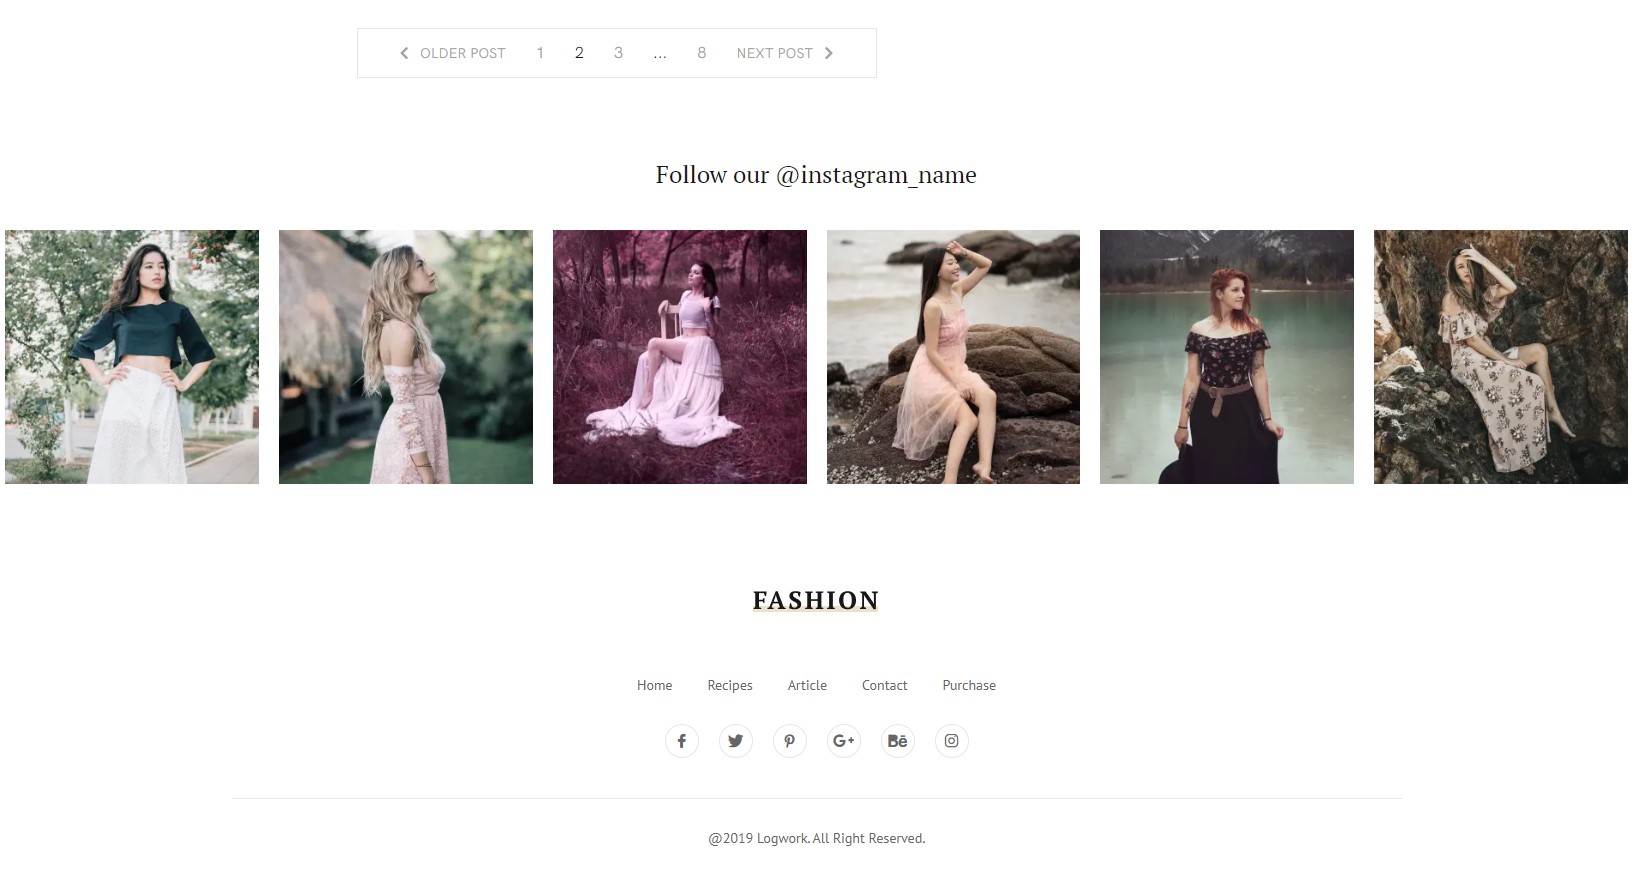 OLDER POST 1 2 3 ... 8 NEXT POST
Follow our @instagram_name
FASHION
Home Recipes Article Contact Purchase
G+ Bē
@2019 Logwork. All Right Reserved.